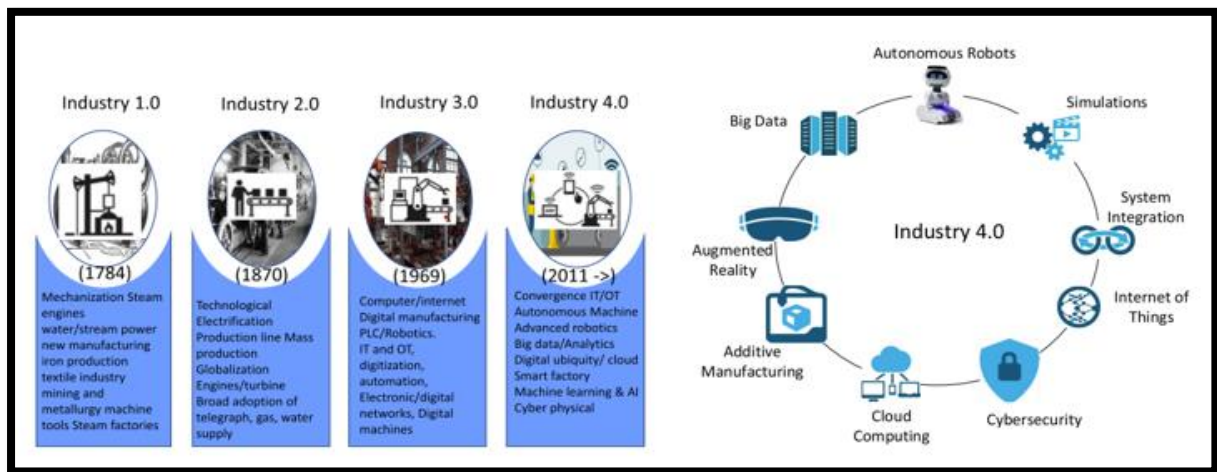 Industry 1.0
(1784)
Mechanization Steam
engines
water/stream power
new manufacturing
iron production
textile industry
mining and
metallurgy machine
tools Steam factories
Industry 2.0
(1870)
Technological
Electrification
Production line Mass
production
Globalization
Engines/turbine
Broad adoption of
telegraph, gas, water
supply
Industry 3.0
(1969)
Computer/internet
Digital manufacturing
PLC/Robotics.
IT and OT,
digitization,
automation,
Electronic/digital
networks, Digital
machines
Industry 4.0
(2011 ->)
Convergence IT/OT
Autonomous Machine
Advanced robotics
Big data/Analytics
Digital ubiquity/ cloud
Smart factory
Machine learning & AI
Cyber physical
Autonomous Robots
Simulations
System
Integration
Internet of
Things
Cybersecurity
Cloud
Computing
Additive
Manufacturing
Augmented
Reality
Big Data
Industry 4.0